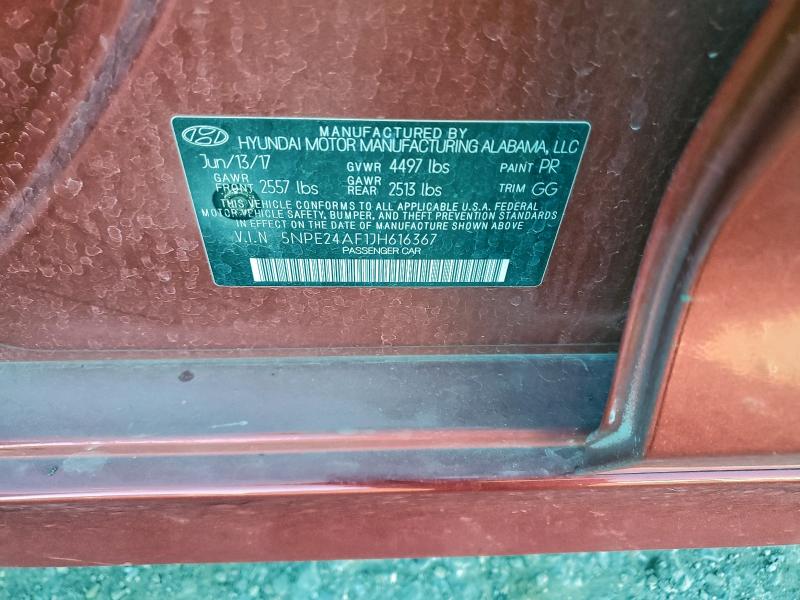 MANUFACTURED BY
HYUNDAI MOTOR MANUFACTURING ALABAMA, LLC
Jun/13/17 GVWR 4497 lbs PAINT PR
GAWR FRONT 2557 lbs GAWR REAR 2513 lbs TRIM GG
THIS VEHICLE CONFORMS TO ALL APPLICABLE U.S.A. FEDERAL
MOTOR VEHICLE SAFETY, BUMPER, AND THEFT PREVENTION STANDARDS
IN EFFECT ON THE DATE OF MANUFACTURE SHOWN ABOVE
V.I.N 5NPE24AF1JH616367
PASSENGER CAR